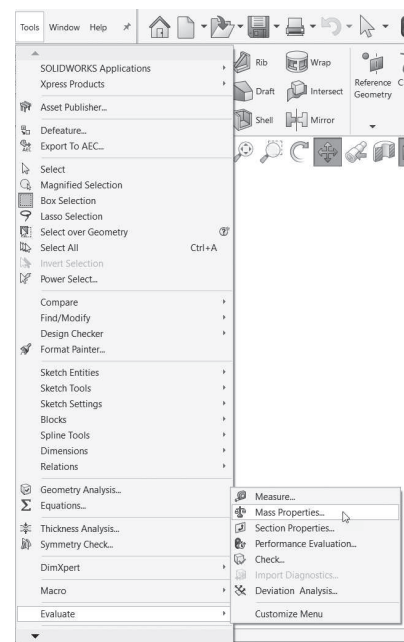 Tools Window Help
SOLIDWORKS Applications
Xpress Products
Asset Publisher...
Defeature...
Export To AEC...
Select
Magnified Selection
Box Selection
Lasso Selection
Select over Geometry
Select All Ctrl+A
Invert Selection
Power Select...
Compare
Find/Modify
Design Checker
Format Painter...
Sketch Entities
Sketch Tools
Sketch Settings
Blocks
Spline Tools
Dimensions
Relations
Geometry Analysis...
Equations...
Thickness Analysis...
Symmetry Check...
DimXpert
Macro
Evaluate
Rib Wrap
Draft Intersect
Shell Mirror
Reference
Geometry
C
Measure...
Mass Properties...
Section Properties...
Performance Evaluation...
Check...
Import Diagnostics...
Deviation Analysis...
Customize Menu